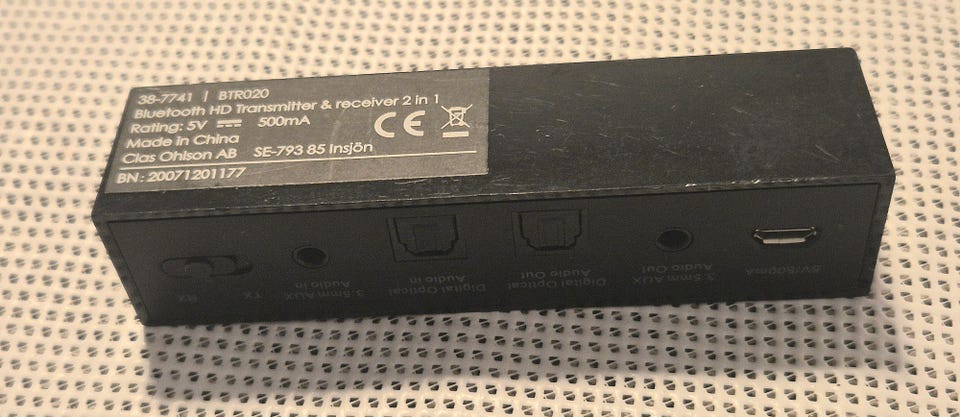 38-7741 | BTR020
Bluetooth HD Transmitter & receiver 2 in 1
Rating: 5V 500mA
Made in China
Clas Ohlson AB SE-793 85 Insjön
BN: 20071201177
CE
5V/500mA
3.5mm AUX
Audio Out
Digital Optical
Audio Out
Digital Optical
Audio in
3.5mm AUX
Audio in
TX
RX